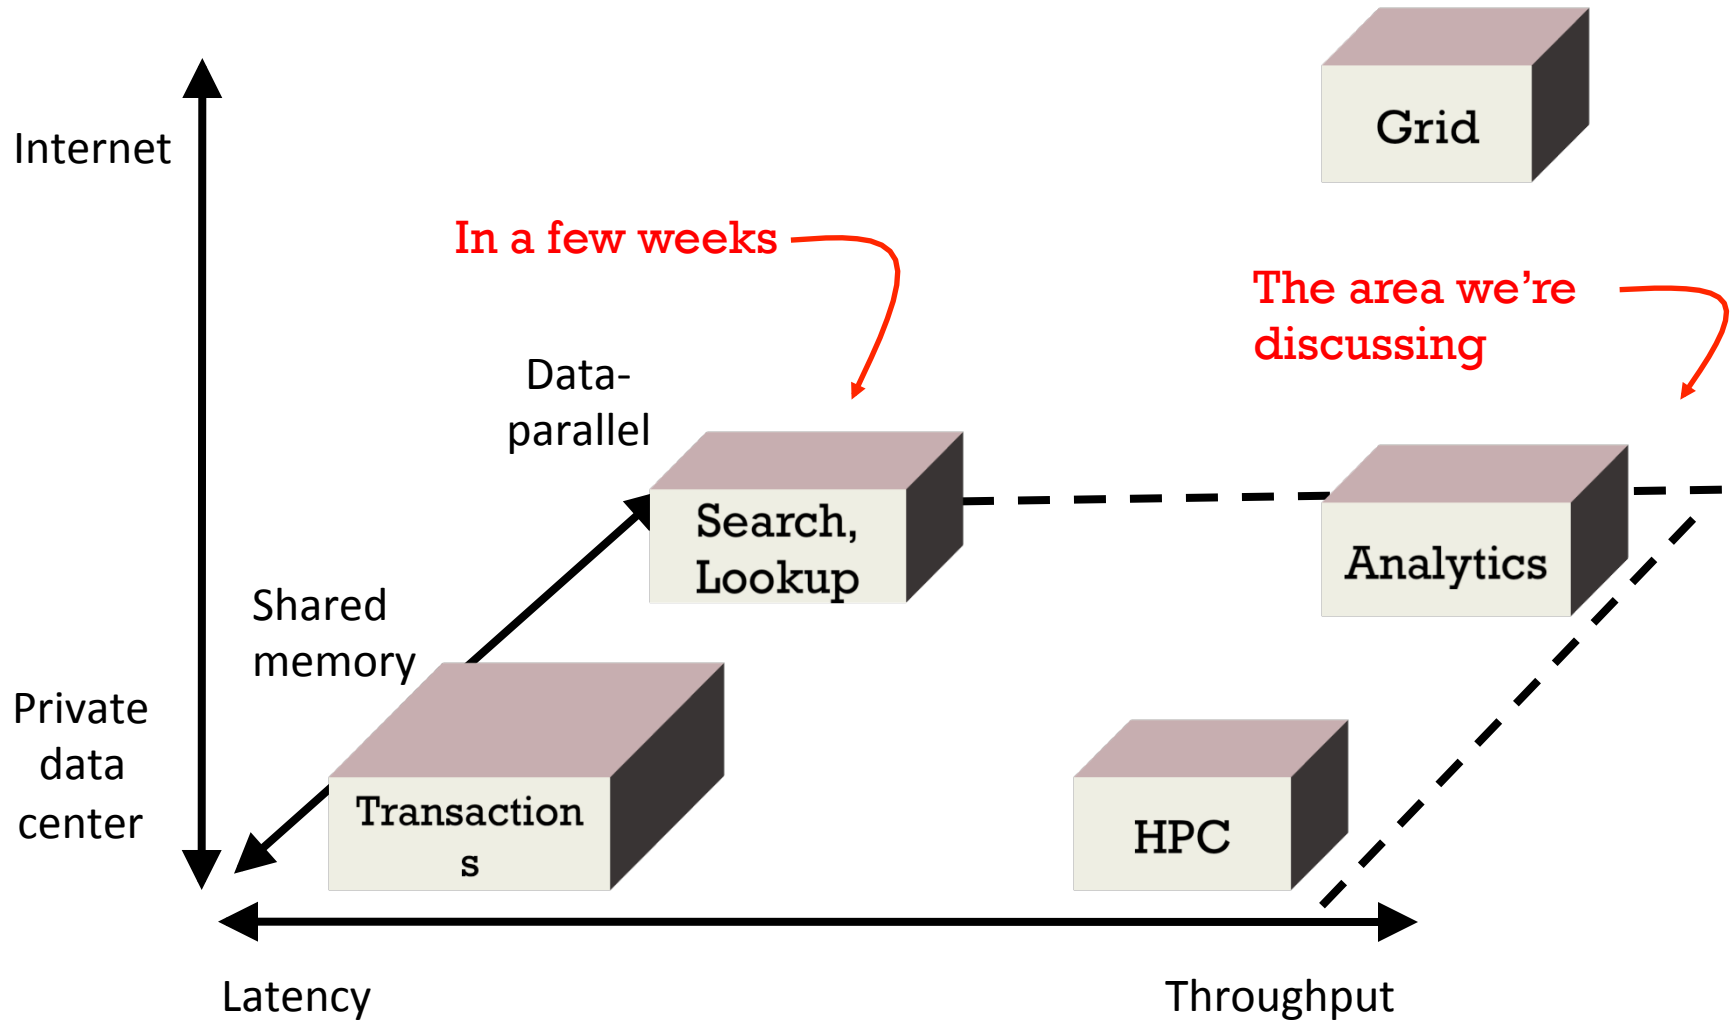 Grid
Internet
In a few weeks
The area we’re
discussing
Data-
parallel
Search,
Lookup
Analytics
Shared
memory
Private
data
center
Transaction
s
HPC
Latency
Throughput